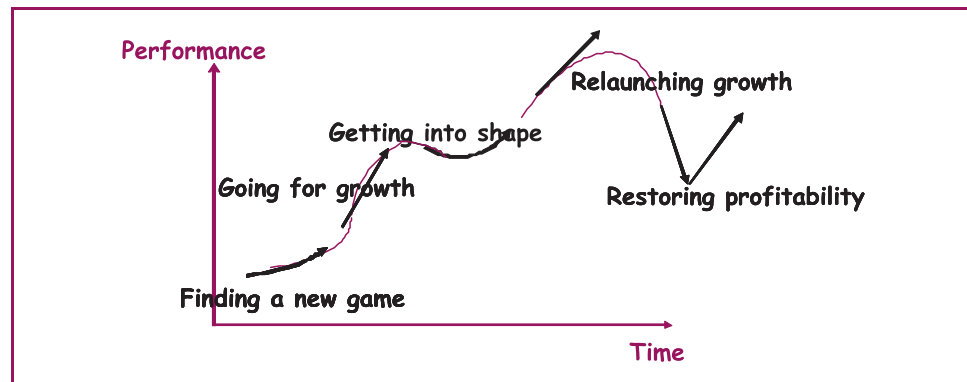 Performance
Relaunching growth
Getting into shape
Going for growth
Restoring profitability
Finding a new game
Time